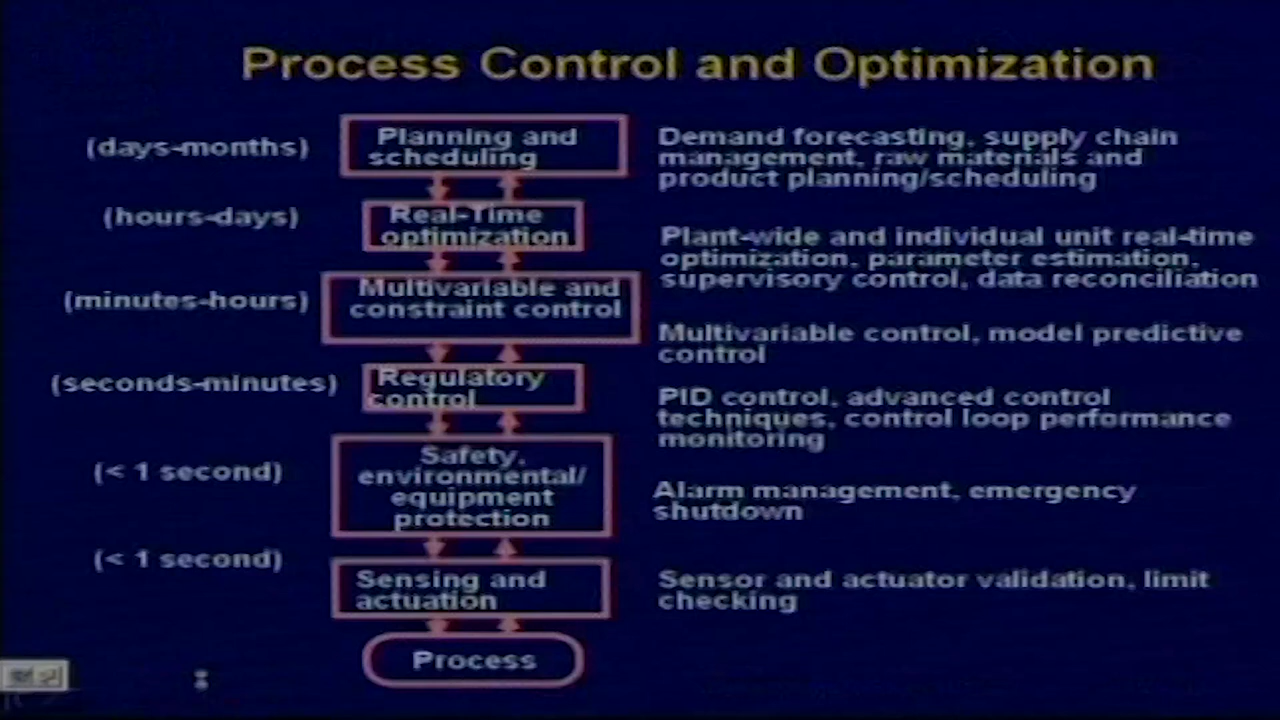 Process Control and Optimization
(days-months)
Planning and
scheduling
Demand forecasting, supply chain
management, raw materials and
product planning/scheduling
(hours-days)
Real-Time
optimization
Plant-wide and individual unit real-time
optimization, parameter estimation,
supervisory control, data reconciliation
(minutes-hours)
Multivariable and
constraint control
Multivariable control, model predictive
control
(seconds-minutes)
Regulatory
control
PID control, advanced control
techniques, control loop performance
monitoring
(< 1 second)
Safety,
environmental/
equipment
protection
Alarm management, emergency
shutdown
(< 1 second)
Sensing and
actuation
Sensor and actuator validation, limit
checking
Process